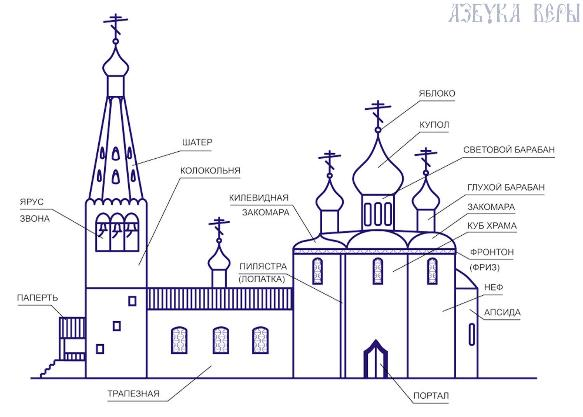 АЗБУКА ВЕРЫ
ЯБЛОКО
КУПОЛ
ШАТЕР
СВЕТОВОЙ БАРАБАН
КОЛОКОЛЬНЯ
ГЛУХОЙ БАРАБАН
ЯРУС
ЗВОНА
КИЛЕВИДНАЯ
ЗАКОМАРА
ЗАКОМАРА
КУБ ХРАМА
ФРОНТОН
(ФРИЗ)
ПИЛЯСТРА
(ЛОПАТКА)
НЕФ
ПАПЕРТЬ
АПСИДА
ТРАПЕЗНАЯ
ПОРТАЛ